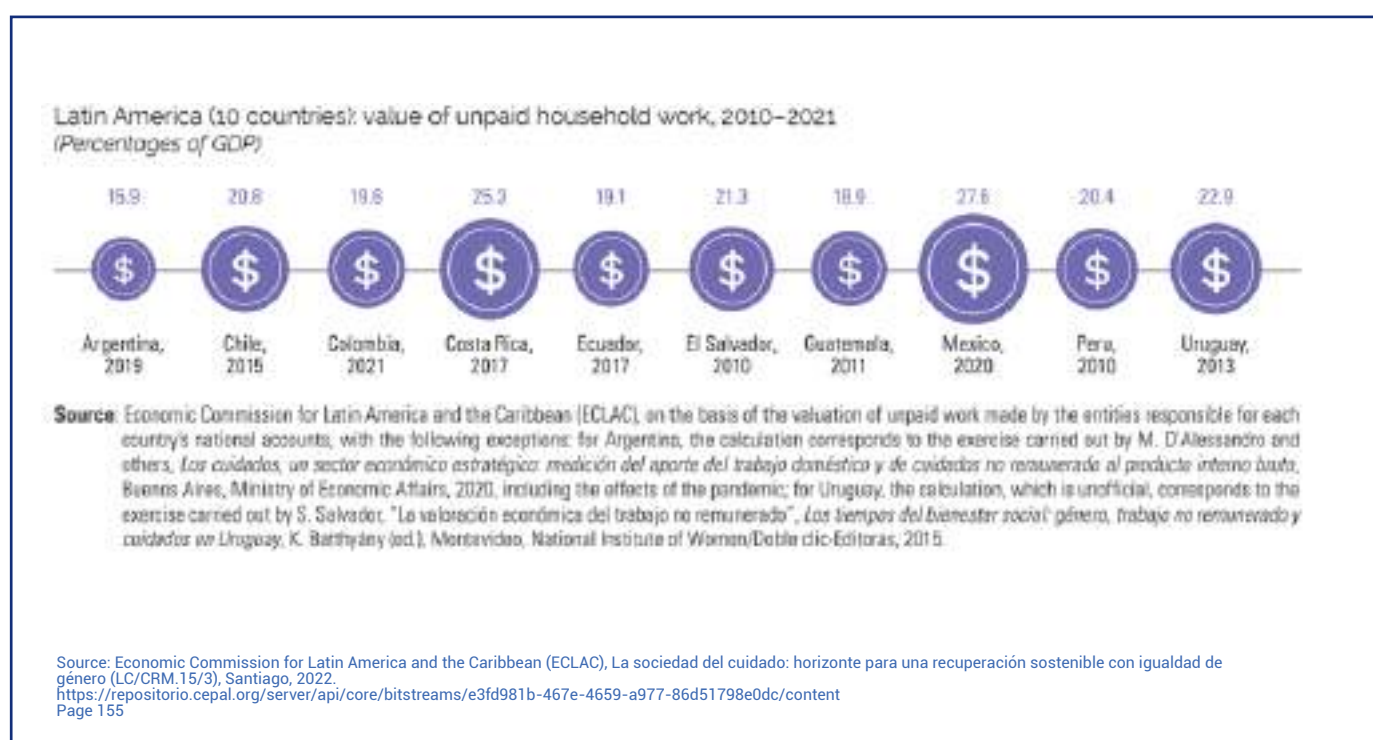 Latin America (10 countries): value of unpaid household work, 2010–2021
(Percentages of GDP)
15.9 20.8 19.6 25.3 19.1 21.3 18.9 27.6 20.4 22.9
$ $ $ $ $ $ $ $ $ $
Argentina, Chile, Colombia, Costa Rica, Ecuador, El Salvador, Guatemala, Mexico, Peru, Uruguay,
2019 2015 2021 2017 2017 2010 2011 2020 2010 2013
Source: Economic Commission for Latin America and the Caribbean (ECLAC), on the basis of the valuation of unpaid work made by the entities responsible for each
country's national accounts, with the following exceptions: for Argentina, the calculation corresponds to the exercise carried out by M. D'Alessandro and
others, Los cuidados, un sector económico estratégico: medición del aporte del trabajo doméstico y de cuidados no remunerado al producto interno bruto,
Buenos Aires, Ministry of Economic Affairs, 2020, including the effects of the pandemic; for Uruguay, the calculation, which is unofficial, corresponds to the
exercise carried out by S. Salvador, "La valoración económica del trabajo no remunerado", Los tiempos del bienestar social: género, trabajo no remunerado y
cuidados en Uruguay, K. Batthyány (ed.), Montevideo, National Institute of Women/Doble clic-Editoras, 2015.
Source: Economic Commission for Latin America and the Caribbean (ECLAC), La sociedad del cuidado: horizonte para una recuperación sostenible con igualdad de
género (LC/CRM.15/3), Santiago, 2022.
https://repositorio.cepal.org/server/api/core/bitstreams/e3fd981b-467e-4659-a977-86d51798e0dc/content
Page 155